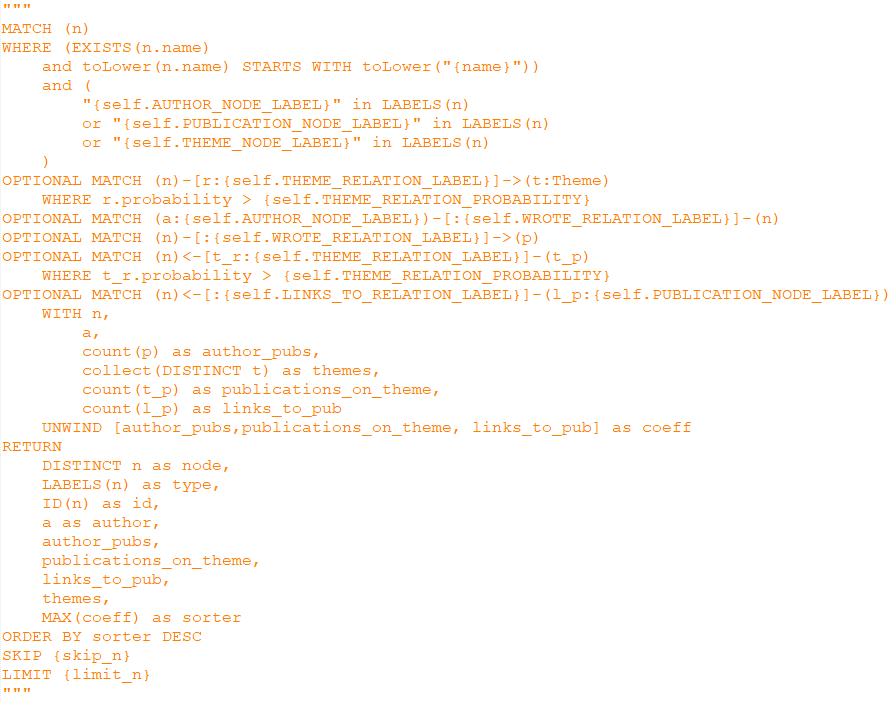 """
MATCH (n)
WHERE (EXISTS(n.name)
    and toLower(n.name) STARTS WITH toLower("{name}"))
    and (
        "{self.AUTHOR_NODE_LABEL}" in LABELS(n)
        or "{self.PUBLICATION_NODE_LABEL}" in LABELS(n)
        or "{self.THEME_NODE_LABEL}" in LABELS(n)
    )
OPTIONAL MATCH (n)-[r:{self.THEME_RELATION_LABEL}]->(t:Theme)
    WHERE r.probability > {self.THEME_RELATION_PROBABILITY}
OPTIONAL MATCH (a:{self.AUTHOR_NODE_LABEL})-[:{self.WROTE_RELATION_LABEL}]-(n)
OPTIONAL MATCH (n)-[:{self.WROTE_RELATION_LABEL}]->(p)
OPTIONAL MATCH (n)<-[t_r:{self.THEME_RELATION_LABEL}]-(t_p)
    WHERE t_r.probability > {self.THEME_RELATION_PROBABILITY}
OPTIONAL MATCH (n)<-[:{self.LINKS_TO_RELATION_LABEL}]-(l_p:{self.PUBLICATION_NODE_LABEL})
    WITH n,
        a,
        count(p) as author_pubs,
        collect(DISTINCT t) as themes,
        count(t_p) as publications_on_theme,
        count(l_p) as links_to_pub
    UNWIND [author_pubs,publications_on_theme, links_to_pub] as coeff
RETURN
    DISTINCT n as node,
    LABELS(n) as type,
    ID(n) as id,
    a as author,
    author_pubs,
    publications_on_theme,
    links_to_pub,
    themes,
    MAX(coeff) as sorter
ORDER BY sorter DESC
SKIP {skip_n}
LIMIT {limit_n}
"""